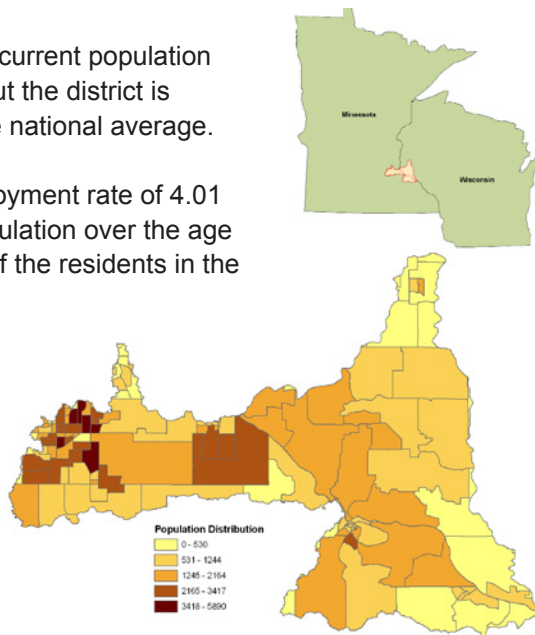 current population
ut the district is
e national average.
oyment rate of 4.01
ulation over the age
f the residents in the
Minnesota
Wisconsin
Population Distribution
0 - 530
531 - 1244
1245 - 2164
2165 - 3417
3418 - 5890